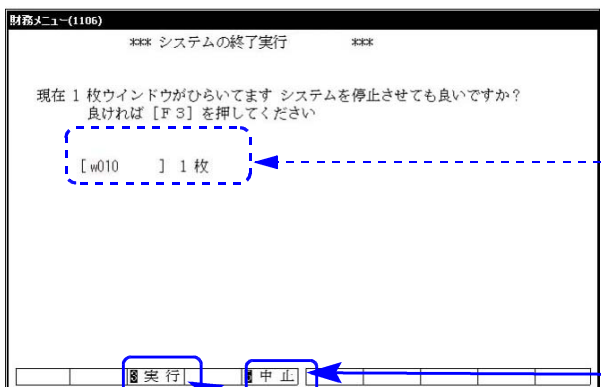 財務メニュー(1106)
*** システムの終了実行 ***
現在 1 枚ウインドウがひらいてます システムを停止させても良いですか?
良ければ [F3] を押してください
[w010 ] 1 枚
実行 中止